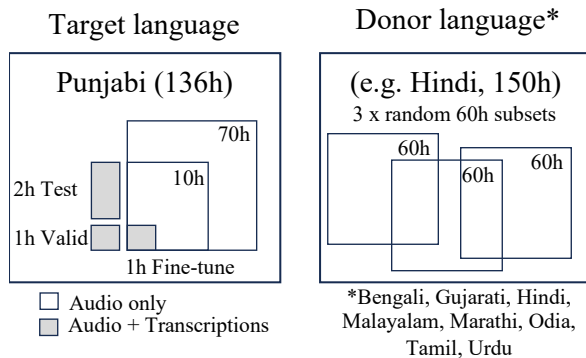 Target language
Punjabi (136h)
70h
10h
2h Test
1h Valid
1h Fine-tune
Audio only
Audio + Transcriptions
Donor language*
(e.g. Hindi, 150h)
3 x random 60h subsets
60h
60h
60h
*Bengali, Gujarati, Hindi,
Malayalam, Marathi, Odia,
Tamil, Urdu